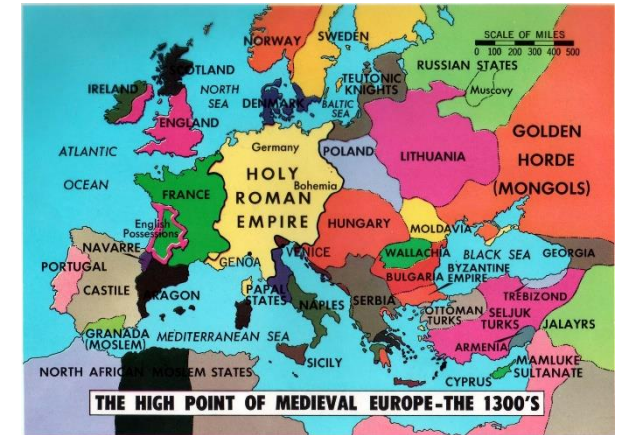 NORWAY
SWEDEN
SCALE OF MILES
0 100 200 300 400 500
SCOTLAND
TEUTONIC
KNIGHTS
RUSSIAN STATES
IRELAND
NORTH
SEA
DENMARK
BALTIC
SEA
Muscovy
ENGLAND
ATLANTIC
OCEAN
Germany
HOLY
ROMAN
EMPIRE
Bohemia
POLAND
LITHUANIA
GOLDEN
HORDE
(MONGOLS)
FRANCE
English
Possessions
HUNGARY
MOLDAVIA
NAVARRE
GENOA
VENICE
WALLACHIA
BLACK SEA
GEORGIA
PORTUGAL
CASTILE
ARAGON
PAPAL
STATES
NAPLES
SERBIA
BULGARIA
BYZANTINE
EMPIRE
TREBIZOND
OTTOMAN
TURKS
SELJUK
TURKS
JALAYRS
GRANADA
(MOSLEM)
MEDITERRANEAN SEA
ARMENIA
SICILY
MAMLUKE
SULTANATE
CYPRUS
NORTH AFRICAN MOSLEM STATES
THE HIGH POINT OF MEDIEVAL EUROPE-THE 1300'S